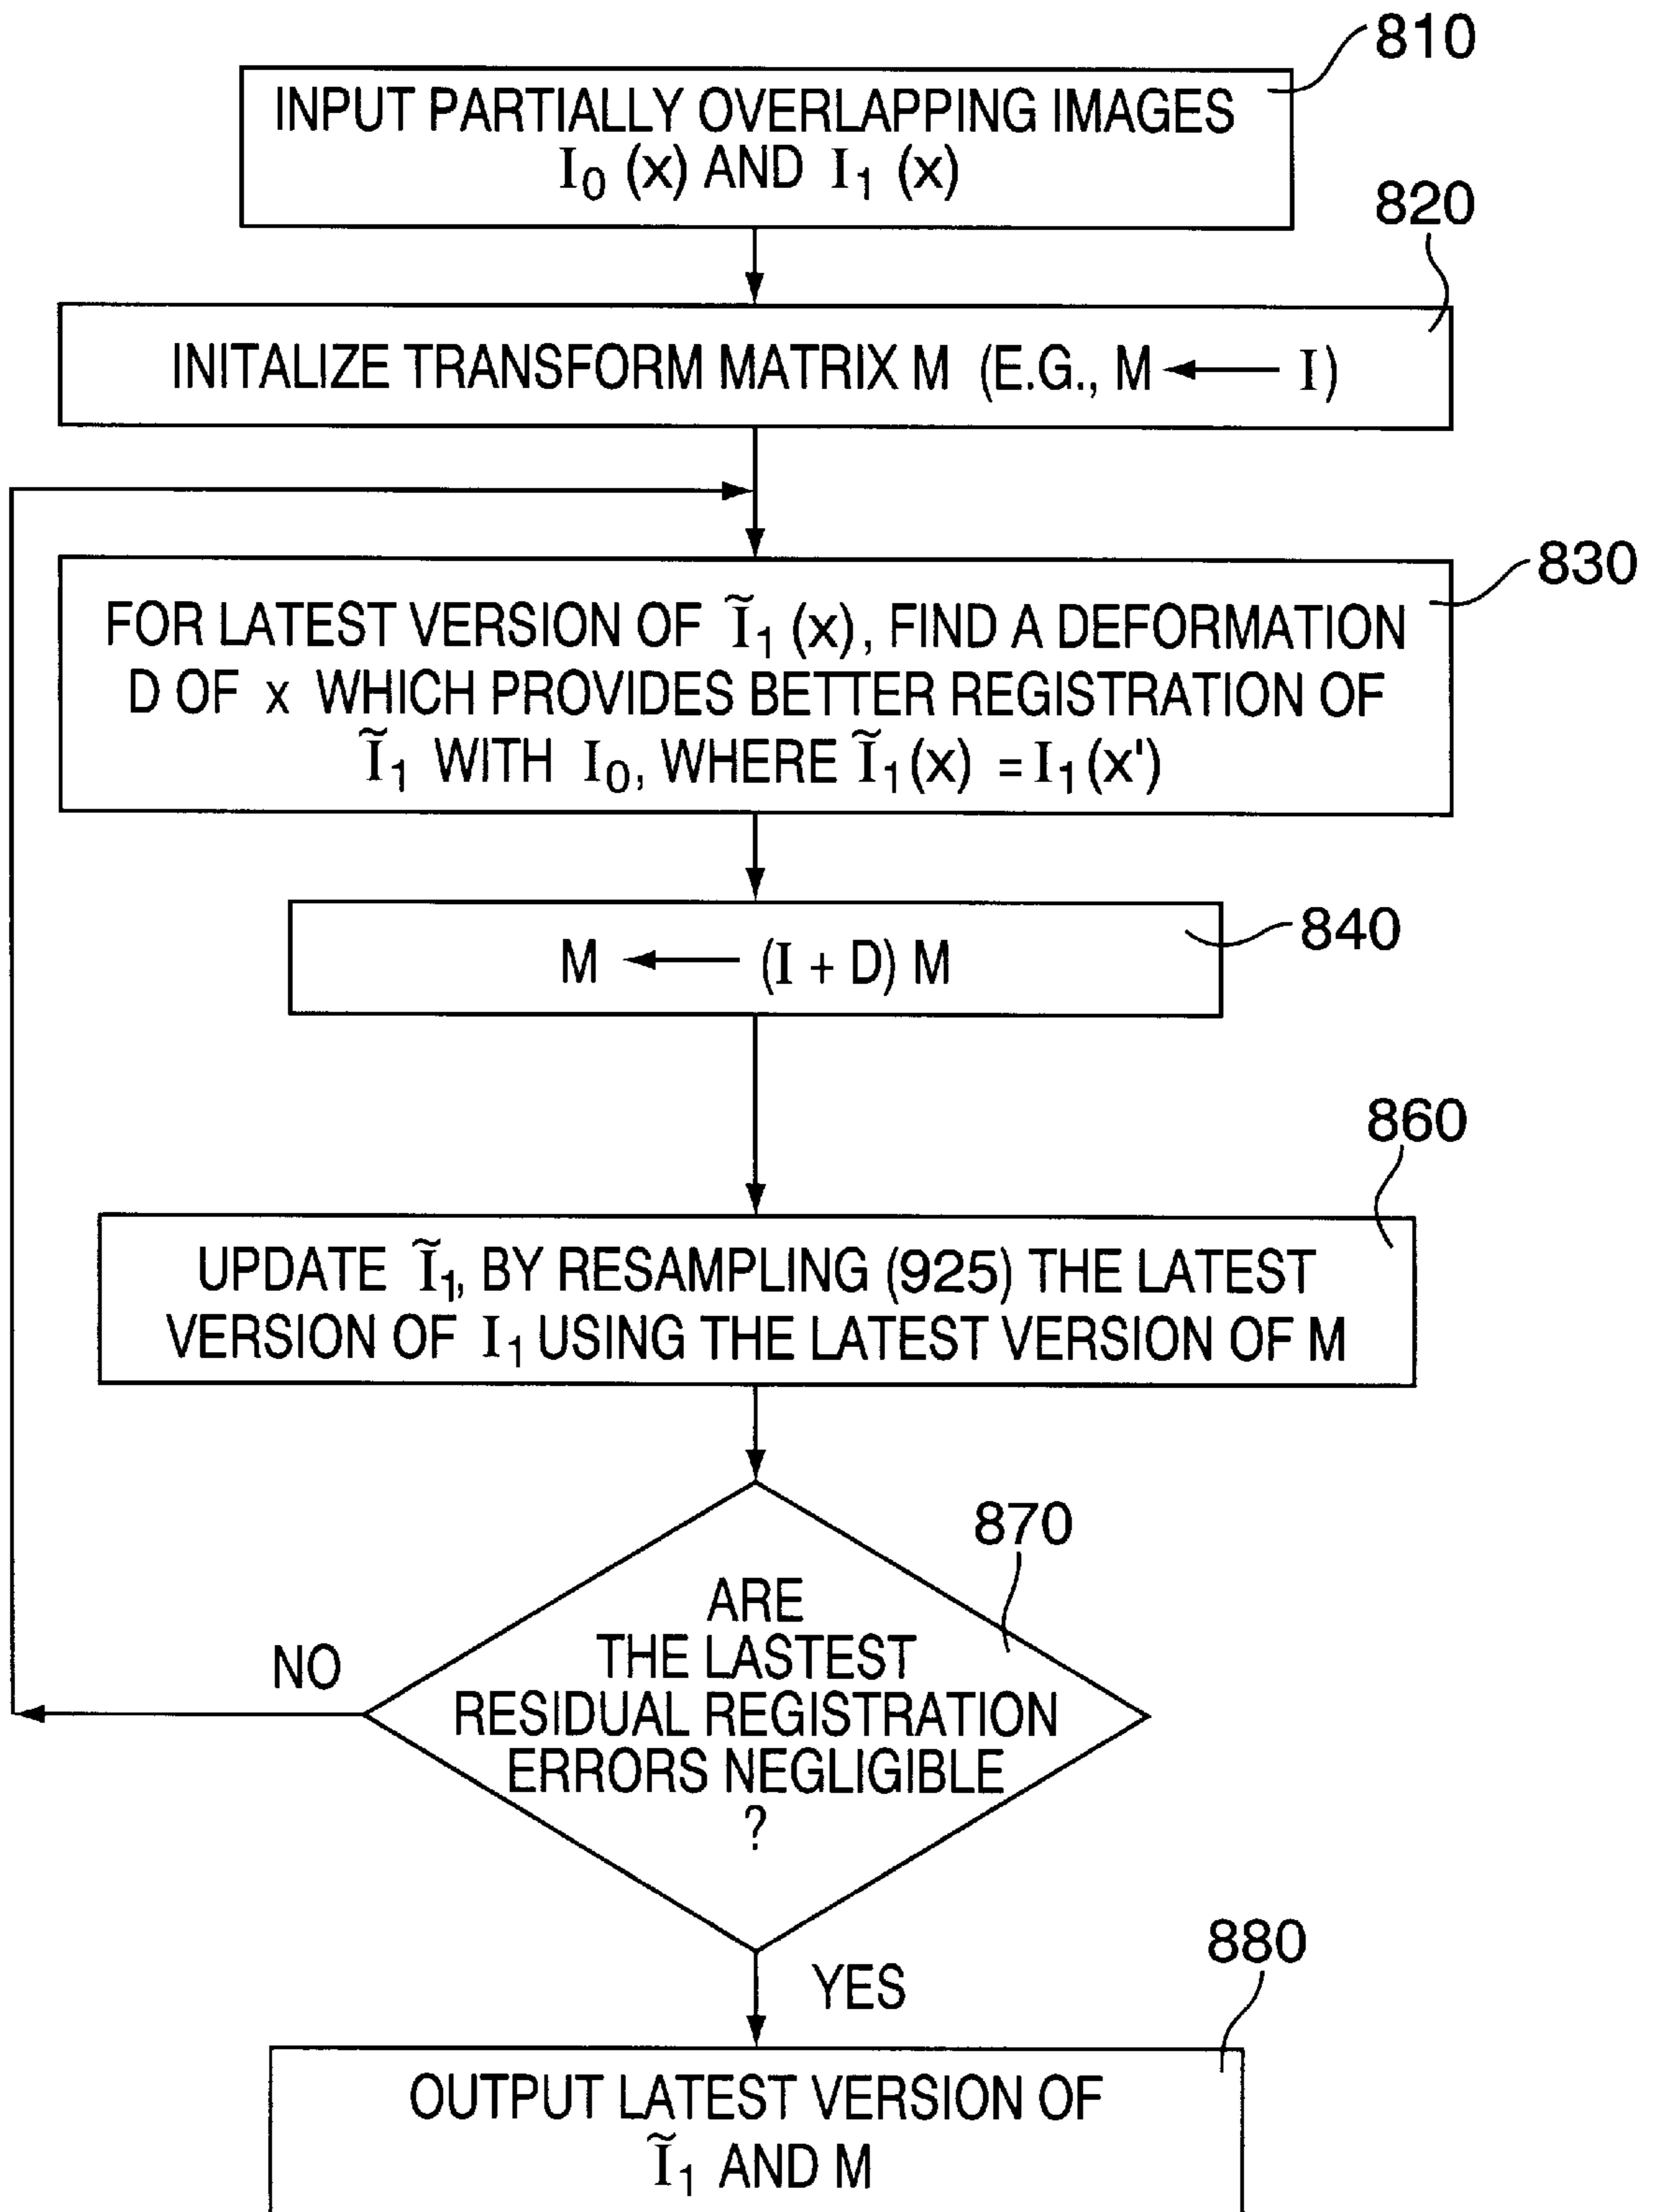 810
INPUT PARTIALLY OVERLAPPING IMAGES
I₀ (x) AND I₁ (x)
820
INITALIZE TRANSFORM MATRIX M (E.G., M ← I)
830
FOR LATEST VERSION OF Ĩ₁ (x), FIND A DEFORMATION
D OF x WHICH PROVIDES BETTER REGISTRATION OF
Ĩ₁ WITH I₀, WHERE Ĩ₁(x) = I₁(x')
840
M ← (I + D) M
860
UPDATE Ĩ₁, BY RESAMPLING (925) THE LATEST
VERSION OF I₁ USING THE LATEST VERSION OF M
870
ARE
THE LASTEST
RESIDUAL REGISTRATION
ERRORS NEGLIGIBLE
?
NO
YES
880
OUTPUT LATEST VERSION OF
Ĩ₁ AND M